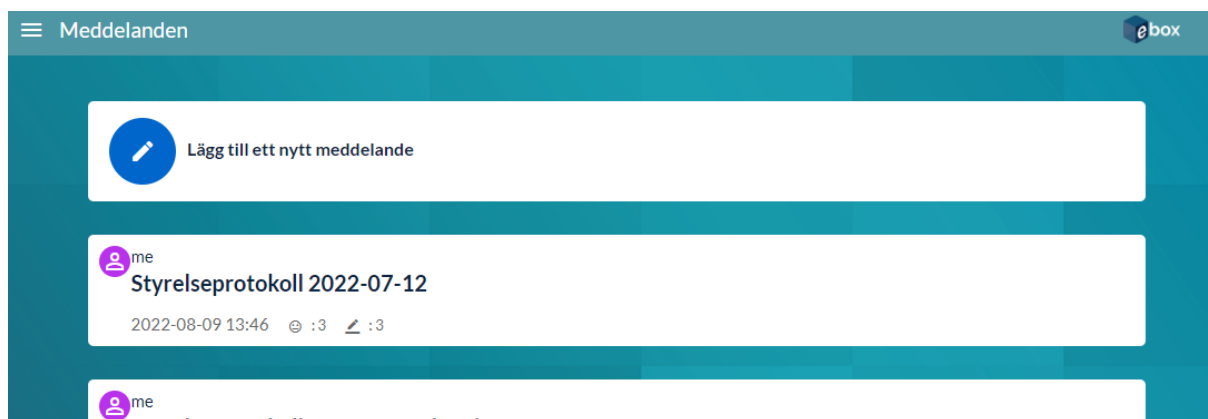 Meddelanden
ebox
Lägg till ett nytt meddelande
me
Styrelseprotokoll 2022-07-12
2022-08-09 13:46 :3 :3
me